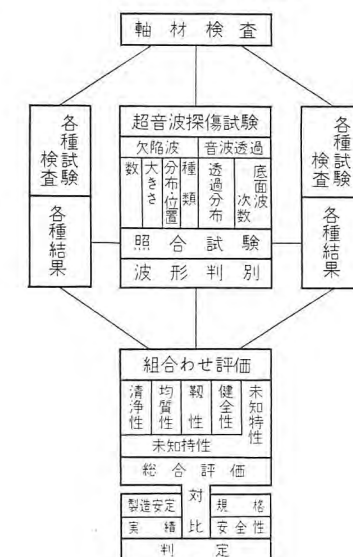 軸材検査
各種試験
検査
各種結果
超音波探傷試験
欠陥波
音波透過
数
大きさ
分布・位置
種類
透過分布
底面波
次数
照合試験
波形判別
各種試験
検査
各種結果
組合わせ評価
清浄性
均質性
靱性
健全性
未知特性
未知特性
総合評価
製造安定
実績
対比
規格
安全性
判定